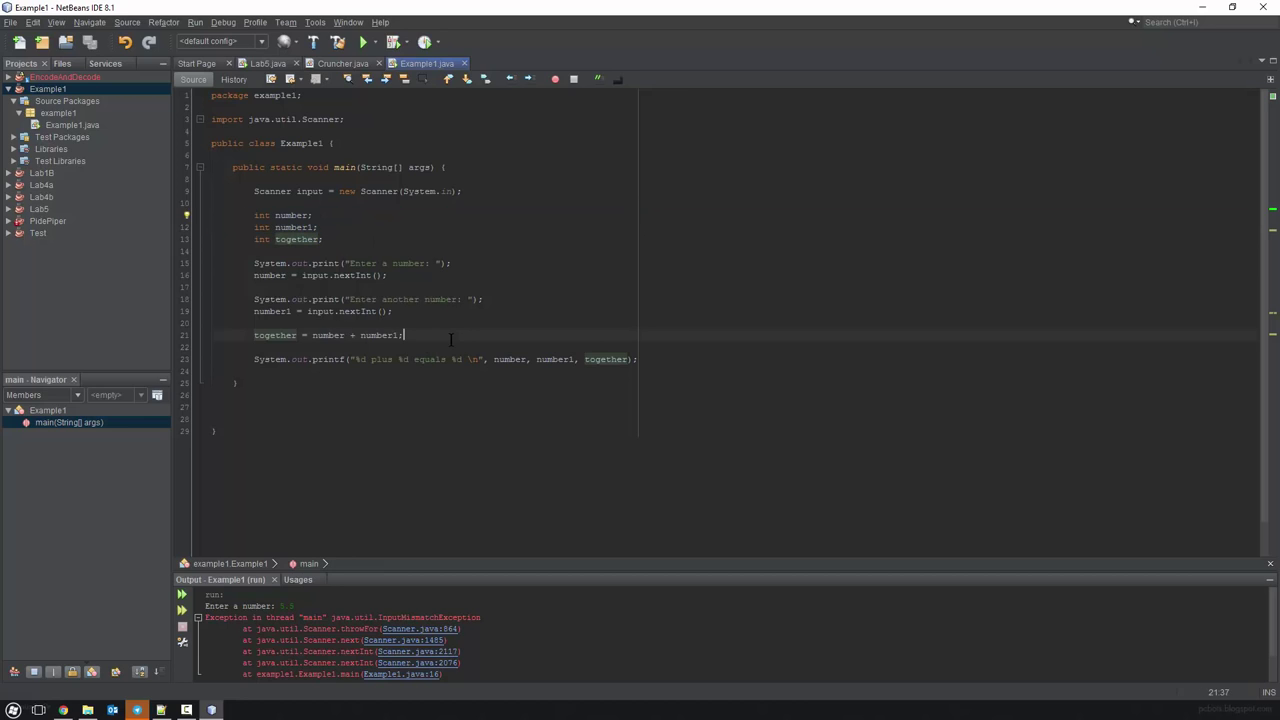 Example1 - NetBeans IDE 8.1
File Edit View Navigate Source Refactor Run Debug Profile Team Tools Window Help
Search (Ctrl+I)
<default config>
Projects Files Services
Start Page Lab5.java Cruncher.java Example1.java
Source History
EncodeAndDecode
Example1
Source Packages
example1
Example1.java
Test Packages
Libraries
Test Libraries
Lab1B
Lab4a
Lab4b
Lab5
PidePiper
Test
1 package example1;
2
3 import java.util.Scanner;
4
5 public class Example1 {
6
7 public static void main(String[] args) {
8
9 Scanner input = new Scanner(System.in);
10
int number;
12 int number1;
13 int together;
14
15 System.out.print("Enter a number: ");
16 number = input.nextInt();
17
18 System.out.print("Enter another number: ");
19 number1 = input.nextInt();
20
21 together = number + number1;
22
23 System.out.printf("%d plus %d equals %d \n", number, number1, together);
24
25 }
26
27
28
29 }
main - Navigator
Members <empty>
Example1
main(String[] args)
example1.Example1 main
Output - Example1 (run) Usages
run:
Enter a number: 5.5
Exception in thread "main" java.util.InputMismatchException
at java.util.Scanner.throwFor(Scanner.java:864)
at java.util.Scanner.next(Scanner.java:1485)
at java.util.Scanner.nextInt(Scanner.java:2117)
at java.util.Scanner.nextInt(Scanner.java:2076)
at example1.Example1.main(Example1.java:16)
21:37 INS